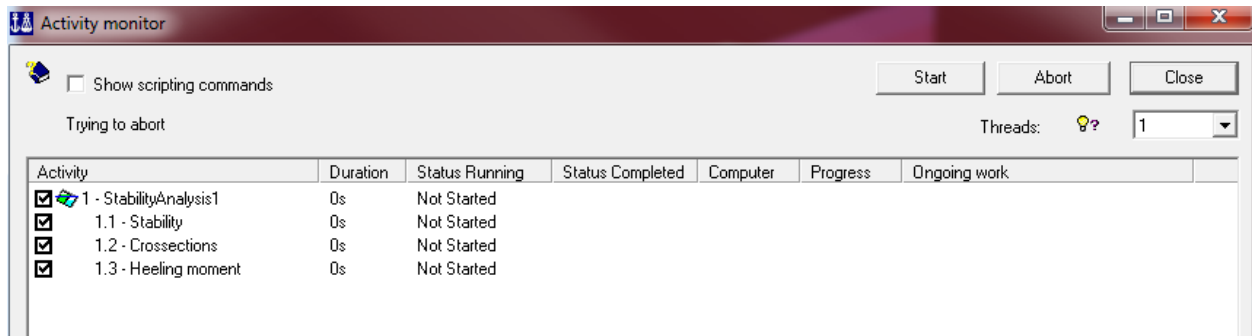 Activity monitor
Show scripting commands
Start Abort Close
Trying to abort
Threads: ? 1
Activity Duration Status Running Status Completed Computer Progress Ongoing work
1 - StabilityAnalysis1 0s Not Started
1.1 - Stability 0s Not Started
1.2 - Crossections 0s Not Started
1.3 - Heeling moment 0s Not Started